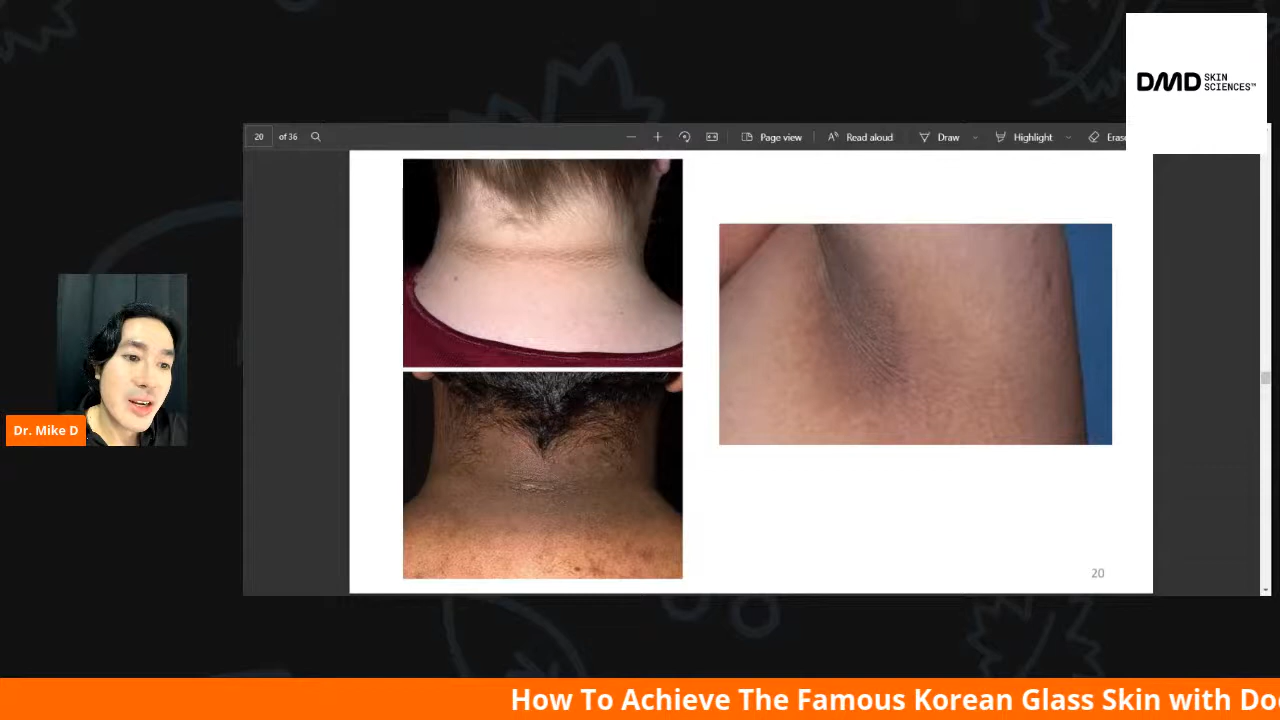 DMD SKIN
SCIENCES™
20 of 36 Page view Read aloud Draw Highlight
Dr. Mike D
20
How To Achieve The Famous Korean Glass Skin with